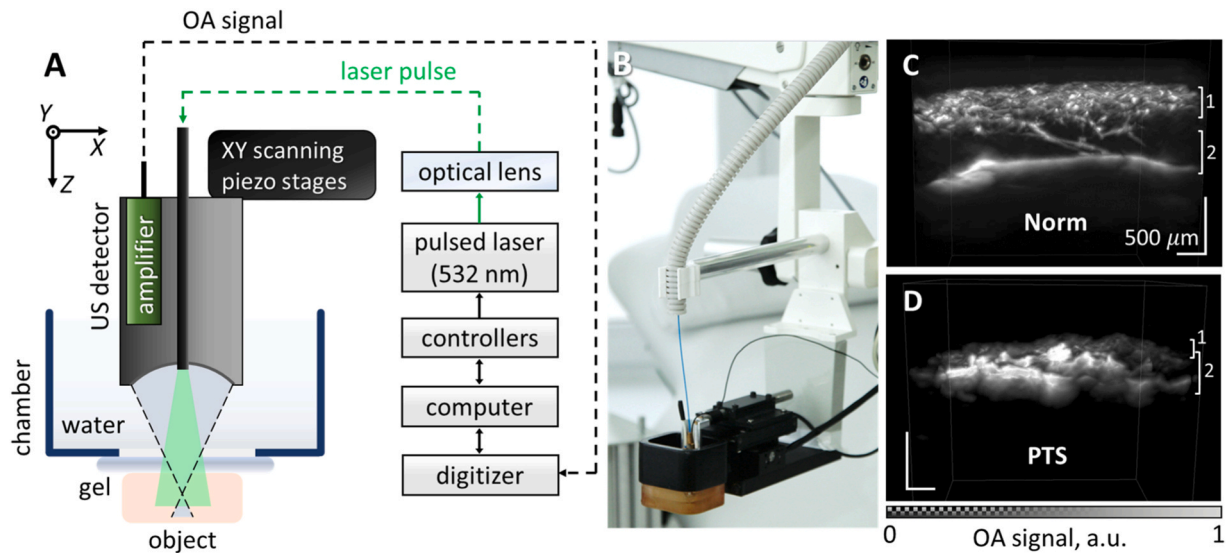 OA signal
A
Y
X
Z
laser pulse
XY scanning
piezo stages
US detector
amplifier
optical lens
pulsed laser
(532 nm)
controllers
computer
digitizer
chamber
water
gel
object
B
C
1
2
Norm
500 μm
D
1
2
PTS
0
OA signal, a.u.
1